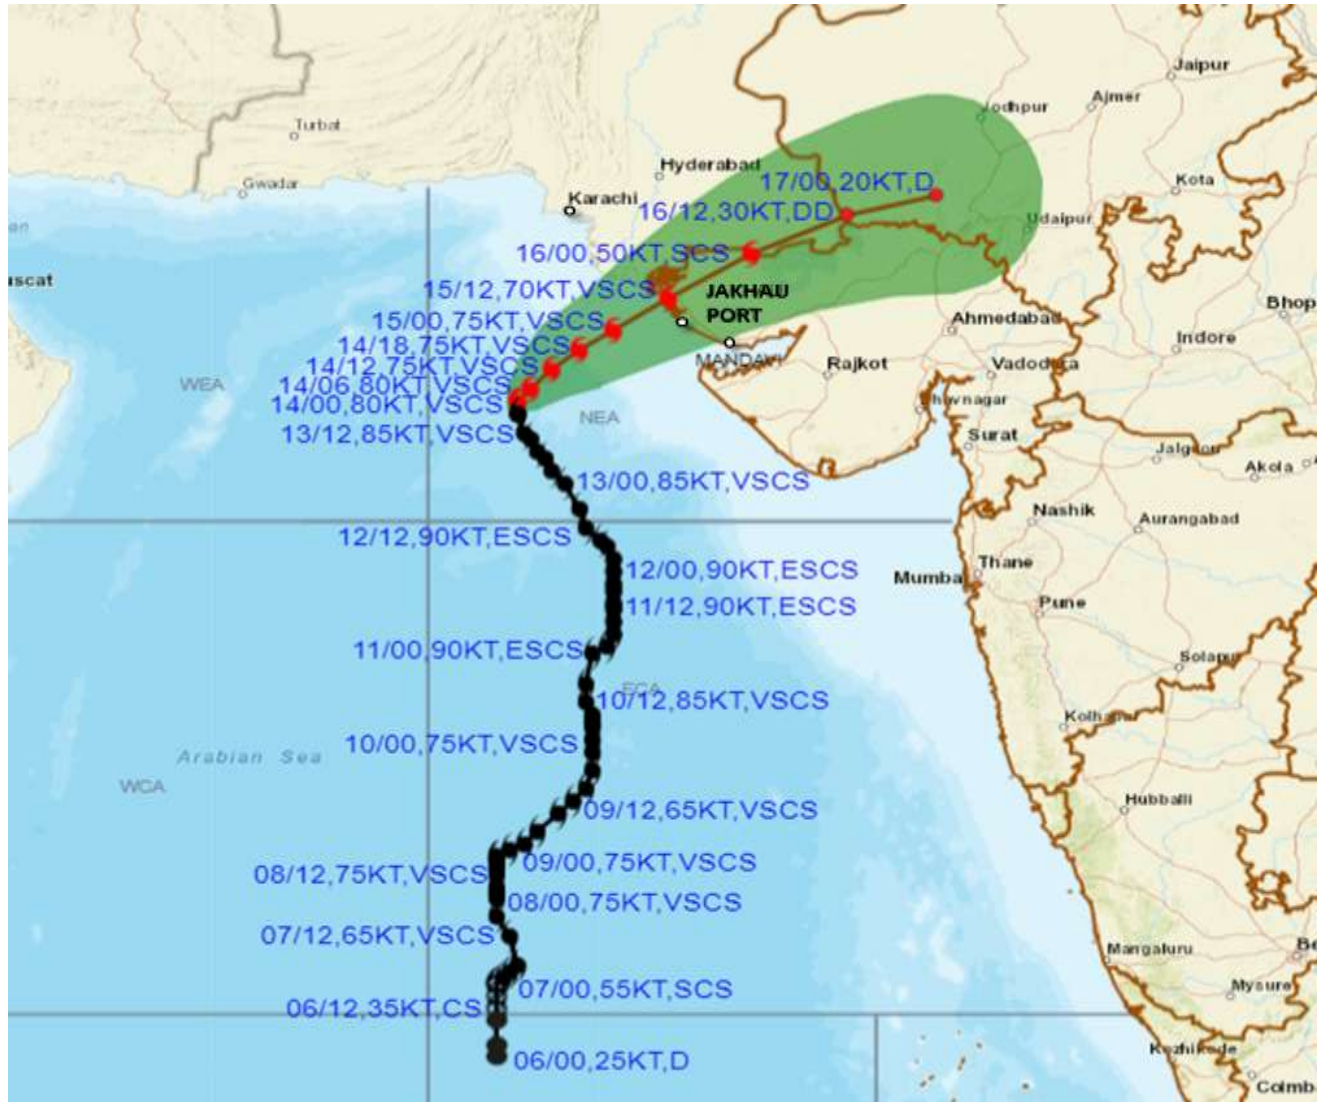 Jaipur
Jodhpur
Ajmer
Turbat
Hyderabad
17/00,20KT,D
Kota
Gwadar
Karachi
16/12,30KT,DD
Udaipur
an
16/00,50KT,SCS
uscat
15/12,70KT,VSCS
JAKHAU
PORT
Bhop
15/00,75KT,VSCS
Ahmedabad
14/18,75KT,VSCS
Indore
MANDAVI
14/12,75KT,VSCS
Rajkot
Vadodara
WEA
14/06,80KT,VSCS
14/00,80KT,VSCS
Bhavnagar
NEA
13/12,85KT,VSCS
Surat
Jalgaon
Akola
A
13/00,85KT,VSCS
Nashik
Aurangabad
12/12,90KT,ESCS
Thane
12/00,90KT,ESCS
Mumba
Pune
11/12,90KT,ESCS
11/00,90KT,ESCS
Solapur
ECA
10/12,85KT,VSCS
Kolhapur
10/00,75KT,VSCS
Arabian Sea
WCA
Hubballi
09/12,65KT,VSCS
09/00,75KT,VSCS
08/12,75KT,VSCS
08/00,75KT,VSCS
07/12,65KT,VSCS
Mangaluru
Be
07/00,55KT,SCS
Mysuru
06/12,35KT,CS
Kozhikode
06/00,25KT,D
Coimb